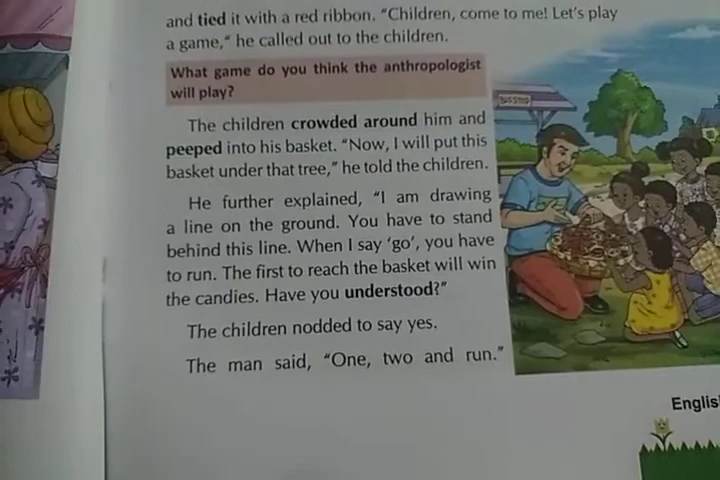 and tied it with a red ribbon. "Children, come to me! Let's play
a game," he called out to the children.
What game do you think the anthropologist
will play?
The children crowded around him and
peeped into his basket. "Now, I will put this
basket under that tree," he told the children.
He further explained, "I am drawing
a line on the ground. You have to stand
behind this line. When I say 'go', you have
to run. The first to reach the basket will win
the candies. Have you understood?"
The children nodded to say yes.
The man said, "One, two and run."